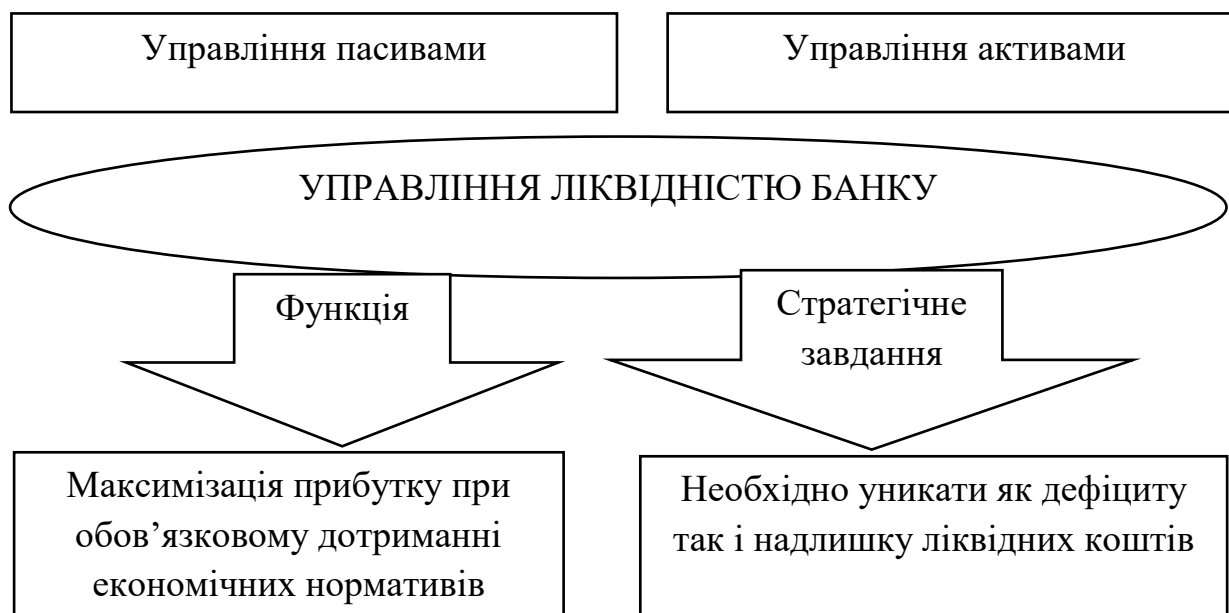 Управління пасивами
Управління активами
УПРАВЛІННЯ ЛІКВІДНІСТЮ БАНКУ
Функція
Стратегічне
завдання
Максимізація прибутку при
обов’язковому дотриманні
економічних нормативів
Необхідно уникати як дефіциту
так і надлишку ліквідних коштів